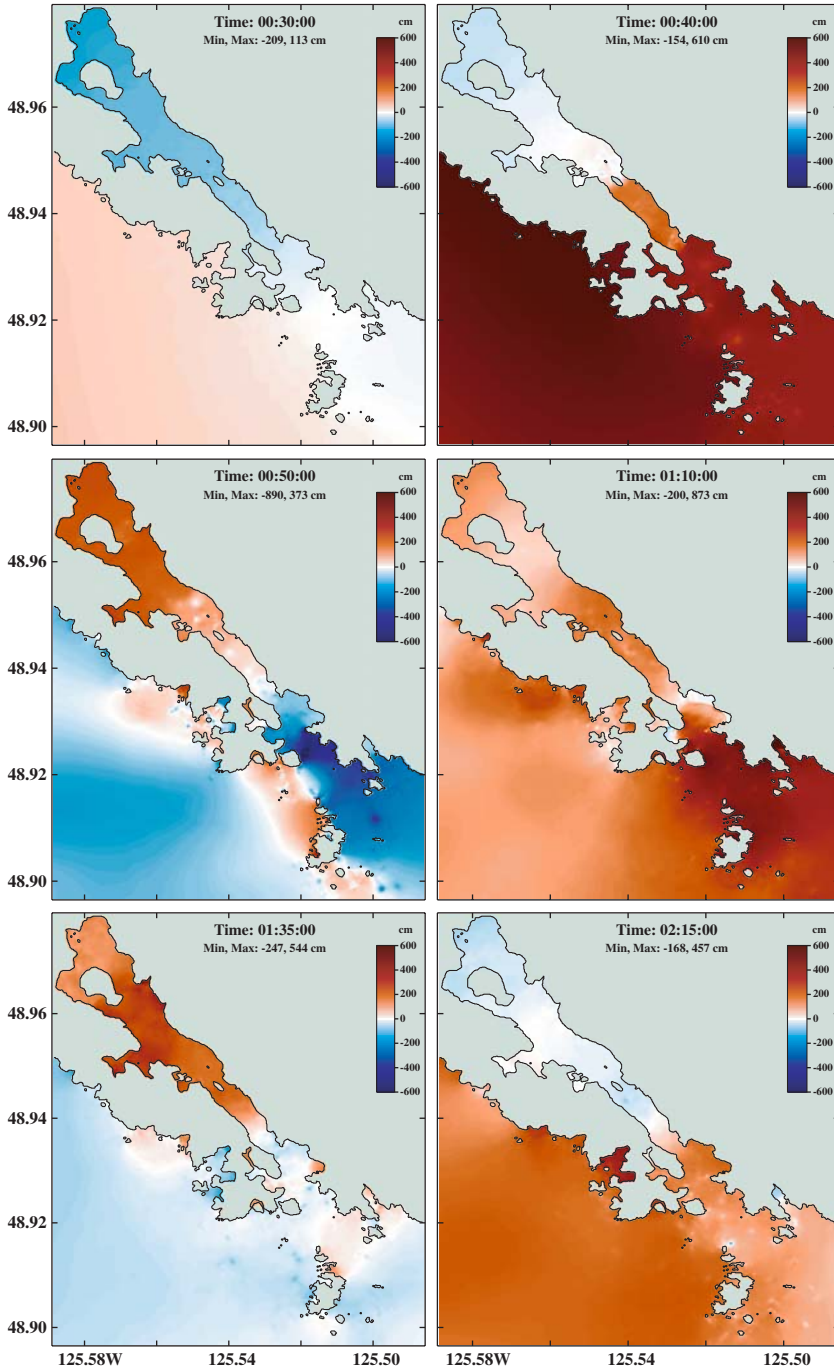 Time: 00:30:00
Min, Max: -209, 113 cm
cm
600
400
200
0
-200
-400
-600
48.96
48.94
48.92
48.90
Time: 00:40:00
Min, Max: -154, 610 cm
cm
600
400
200
0
-200
-400
-600
Time: 00:50:00
Min, Max: -890, 373 cm
cm
600
400
200
0
-200
-400
-600
48.96
48.94
48.92
48.90
Time: 01:10:00
Min, Max: -200, 873 cm
cm
600
400
200
0
-200
-400
-600
Time: 01:35:00
Min, Max: -247, 544 cm
cm
600
400
200
0
-200
-400
-600
48.96
48.94
48.92
48.90
125.58W
125.54
125.50
Time: 02:15:00
Min, Max: -168, 457 cm
cm
600
400
200
0
-200
-400
-600
125.58W
125.54
125.50